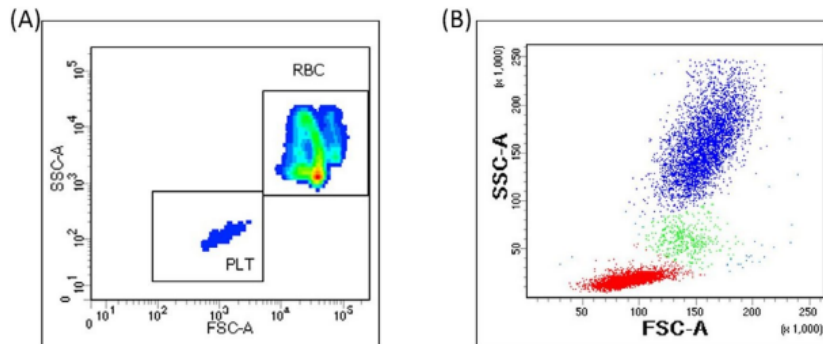 (A)
RBC
PLT
SSC-A
10^5
10^4
10^3
10^2
10^1
0
0 10^1 10^2 10^3 10^4 10^5
FSC-A
(B)
(x 1,000)
SSC-A
250
200
150
100
50
50 100 150 200 250
FSC-A
(x 1,000)